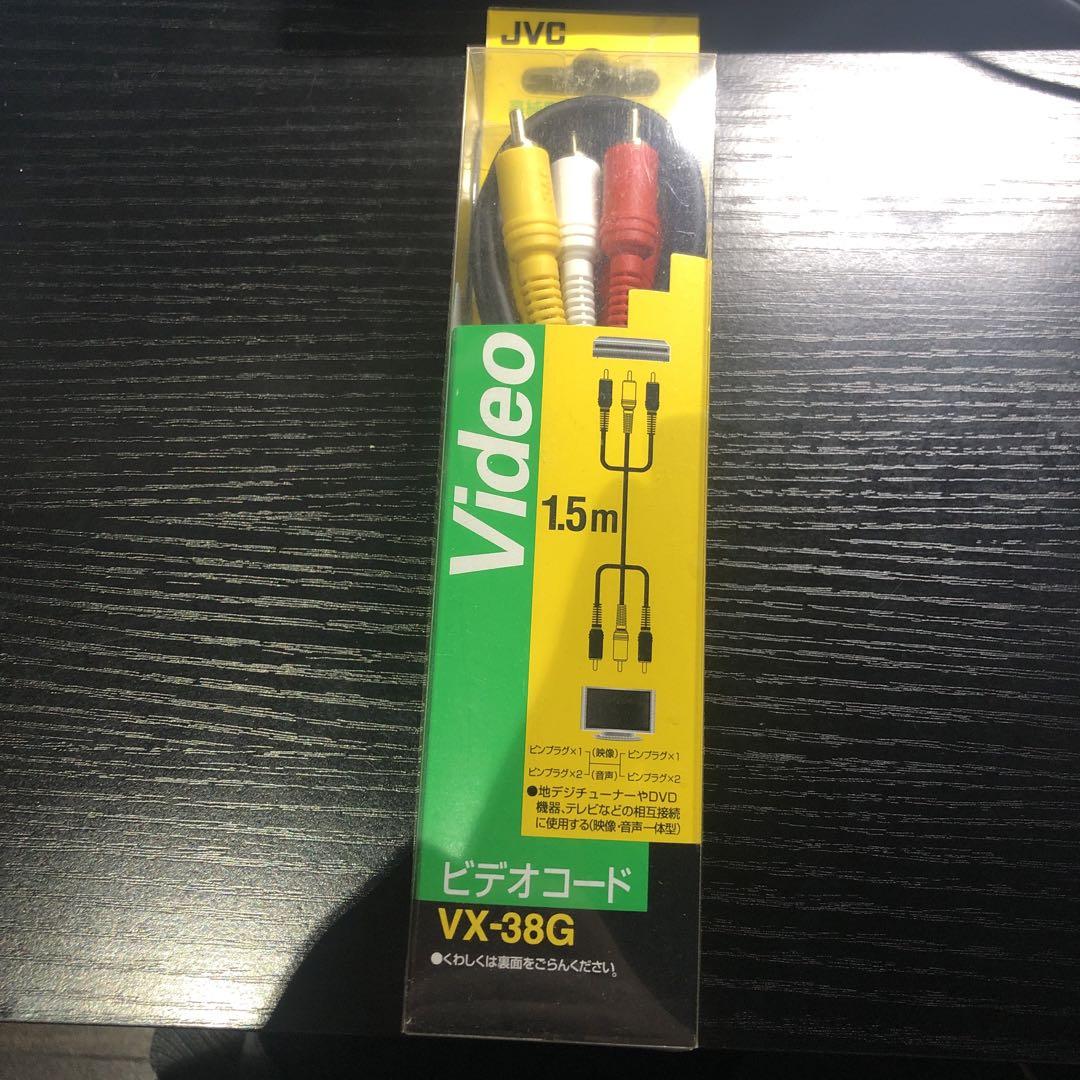 JVC
Video
1.5m
ピンプラグ×1 (映像) ピンプラグ×1
ピンプラグ×2 (音声) ピンプラグ×2
●地デジチューナーやDVD
機器、テレビなどの相互接続
に使用する(映像・音声一体型)
ビデオコード
VX-38G
●くわしくは裏面をごらんください。